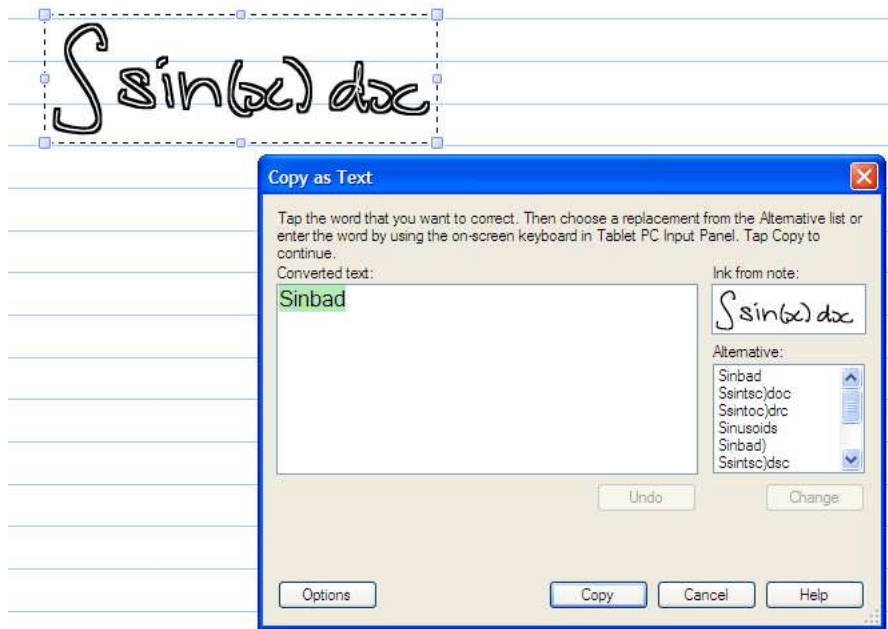 ∫sin(x) dx
Copy as Text
Tap the word that you want to correct. Then choose a replacement from the Alternative list or
enter the word by using the on-screen keyboard in Tablet PC Input Panel. Tap Copy to
continue.
Converted text:
Sinbad
Ink from note:
∫sin(x) dx
Alternative:
Sinbad
Ssintsc)doc
Ssintoc)drc
Sinusoids
Sinbad)
Ssintsc)dsc
Undo
Change
Options
Copy
Cancel
Help